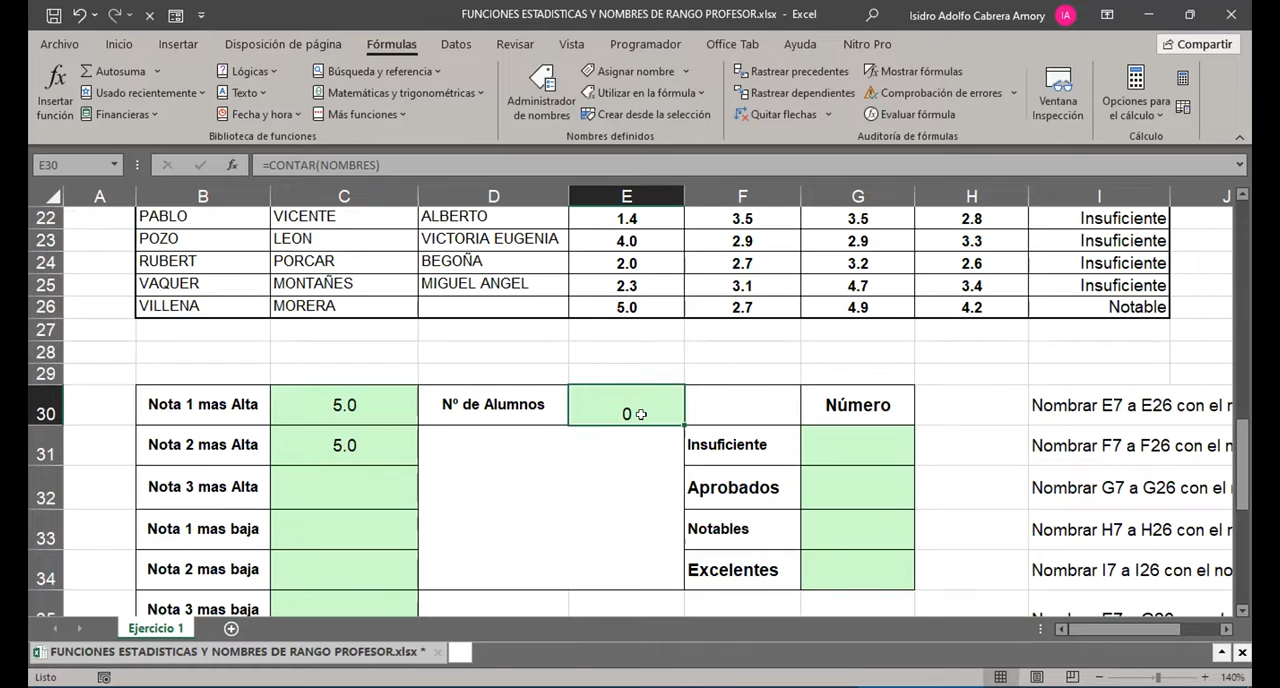 FUNCIONES ESTADISTICAS Y NOMBRES DE RANGO PROFESOR.xlsx - Excel
Isidro Adolfo Cabrera Amory
IA
Archivo Inicio Insertar Disposición de página Fórmulas Datos Revisar Vista Programador Office Tab Ayuda Nitro Pro
Compartir
fx Insertar función
Autosuma
Usado recientemente
Financieras
Lógicas
Texto
Fecha y hora
Búsqueda y referencia
Matemáticas y trigonométricas
Más funciones
Biblioteca de funciones
Administrador de nombres
Asignar nombre
Utilizar en la fórmula
Crear desde la selección
Nombres definidos
Rastrear precedentes
Rastrear dependientes
Quitar flechas
Mostrar fórmulas
Comprobación de errores
Evaluar fórmula
Auditoría de fórmulas
Ventana Inspección
Opciones para el cálculo
Cálculo
E30 fx =CONTAR(NOMBRES)
A B C D E F G H I J
22 PABLO VICENTE ALBERTO 1.4 3.5 3.5 2.8 Insuficiente
23 POZO LEON VICTORIA EUGENIA 4.0 2.9 2.9 3.3 Insuficiente
24 RUBERT PORCAR BEGOÑA 2.0 2.7 3.2 2.6 Insuficiente
25 VAQUER MONTAÑES MIGUEL ANGEL 2.3 3.1 4.7 3.4 Insuficiente
26 VILLENA MORERA 5.0 2.7 4.9 4.2 Notable
27
28
29
30 Nota 1 mas Alta 5.0 Nº de Alumnos 0 Número Nombrar E7 a E26 con el
31 Nota 2 mas Alta 5.0 Insuficiente Nombrar F7 a F26 con el
32 Nota 3 mas Alta Aprobados Nombrar G7 a G26 con el
33 Nota 1 mas baja Notables Nombrar H7 a H26 con el
34 Nota 2 mas baja Excelentes Nombrar I7 a I26 con el
Nota 3 mas baja
Ejercicio 1
FUNCIONES ESTADISTICAS Y NOMBRES DE RANGO PROFESOR.xlsx *
Listo
140%